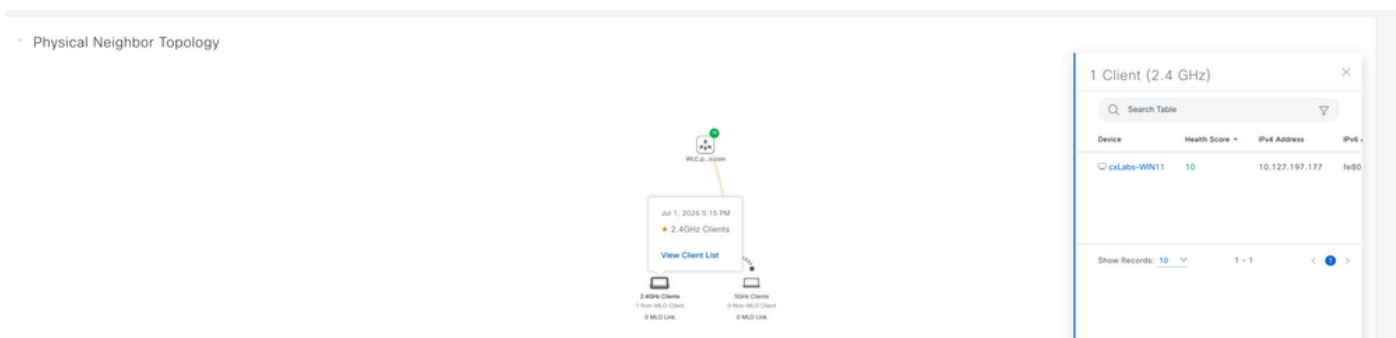 Physical Neighbor Topology
WLC.p...o.com
Jul 1, 2026 5:15 PM
2.4GHz Clients
View Client List
2.4GHz Clients
1 Non-MLO Client
0 MLO Link
5GHz Clients
0 Non-MLO Client
0 MLO Link
1 Client (2.4 GHz)
Search Table
Device Health Score IPv4 Address IPv6
cxLabs-WIN11 10 10.127.197.177 fe80
Show Records: 10 1 - 1 1